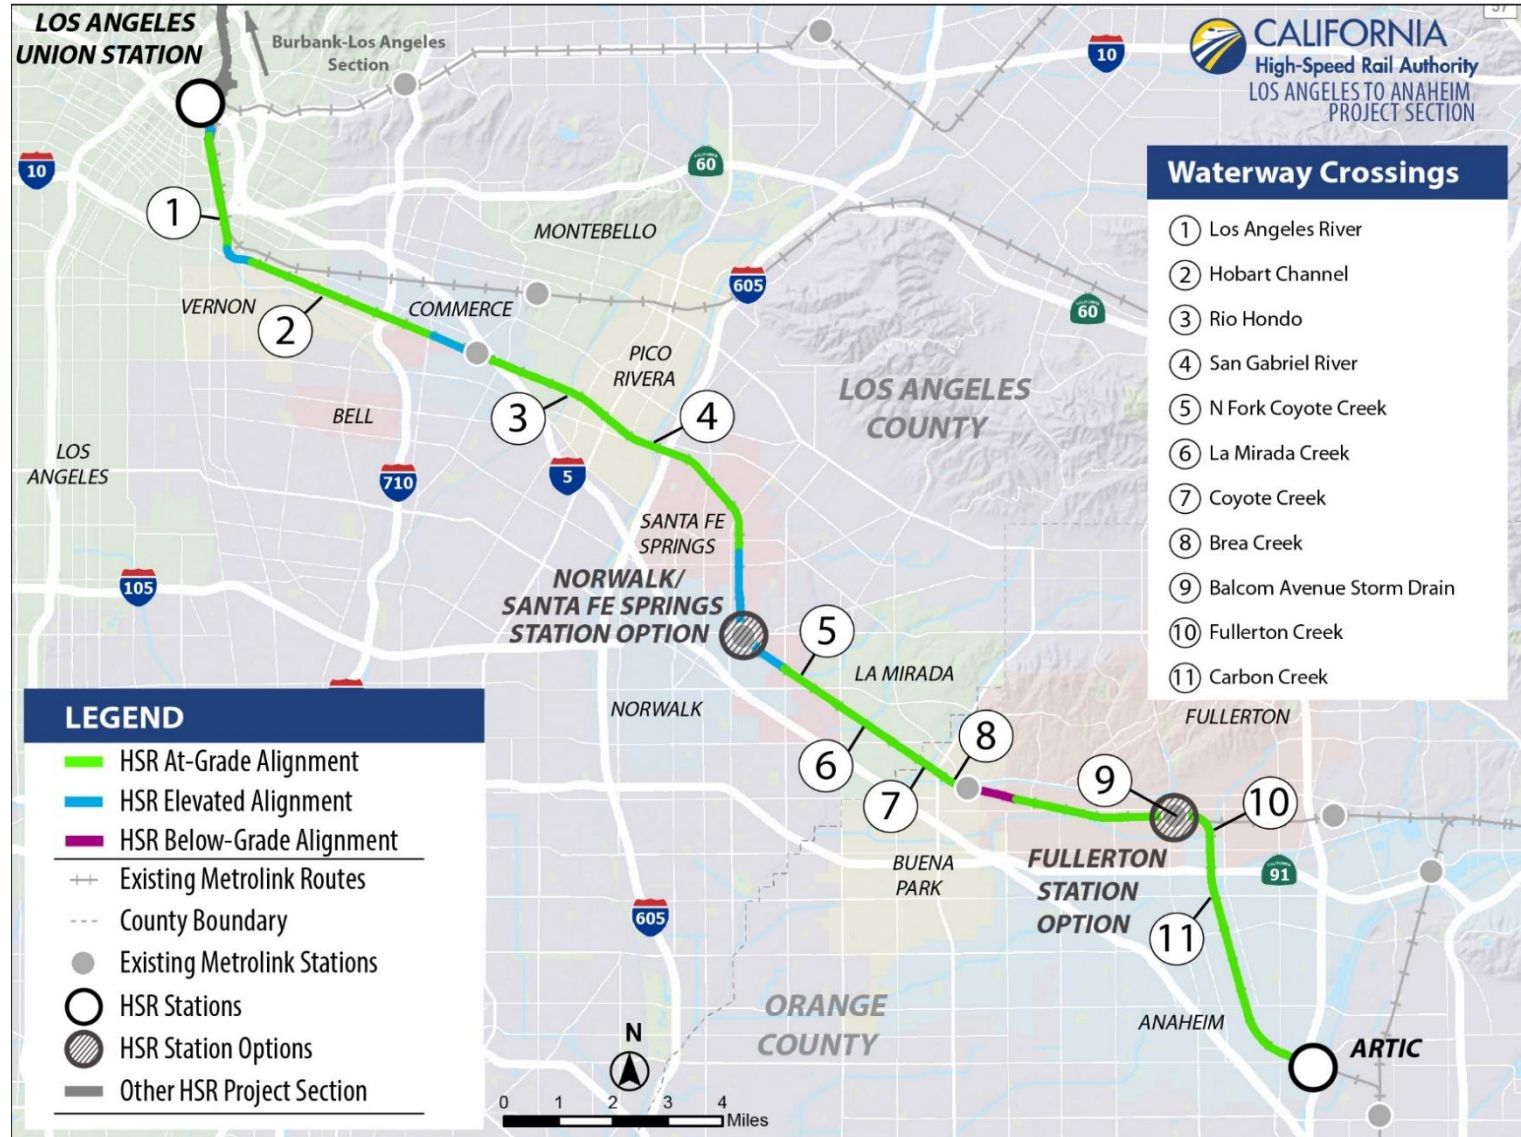 LOS ANGELES
UNION STATION
Burbank-Los Angeles
Section
10
57
CALIFORNIA
High-Speed Rail Authority
LOS ANGELES TO ANAHEIM
PROJECT SECTION
10
CALIFORNIA
60
Waterway Crossings
1 Los Angeles River
2 Hobart Channel
3 Rio Hondo
4 San Gabriel River
5 N Fork Coyote Creek
6 La Mirada Creek
7 Coyote Creek
8 Brea Creek
9 Balcom Avenue Storm Drain
10 Fullerton Creek
11 Carbon Creek
1
MONTEBELLO
605
CALIFORNIA
60
VERNON
2
COMMERCE
PICO
RIVERA
3
4
LOS ANGELES
COUNTY
BELL
LOS
ANGELES
710
5
SANTA FE
SPRINGS
105
NORWALK/
SANTA FE SPRINGS
STATION OPTION
5
LA MIRADA
NORWALK
FULLERTON
6
7
8
9
10
BUENA
PARK
FULLERTON
STATION
OPTION
CALIFORNIA
91
605
11
ORANGE
COUNTY
ANAHEIM
ARTIC
LEGEND
HSR At-Grade Alignment
HSR Elevated Alignment
HSR Below-Grade Alignment
Existing Metrolink Routes
County Boundary
Existing Metrolink Stations
HSR Stations
HSR Station Options
Other HSR Project Section
N
0 1 2 3 4
Miles